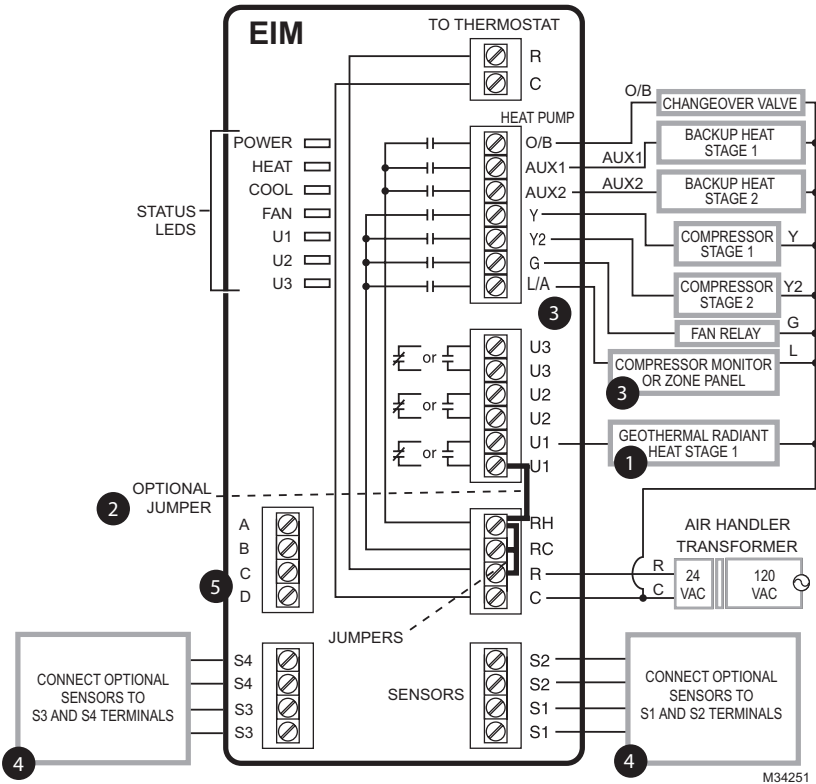 EIM
TO THERMOSTAT
R
C
HEAT PUMP
STATUS
LEDS
POWER
HEAT
COOL
FAN
U1
U2
U3
O/B
AUX1
AUX2
Y
Y2
G
L/A
3
O/B
AUX1
AUX2
CHANGEOVER VALVE
BACKUP HEAT
STAGE 1
BACKUP HEAT
STAGE 2
COMPRESSOR
STAGE 1
Y
COMPRESSOR
STAGE 2
Y2
FAN RELAY
G
L
COMPRESSOR MONITOR
OR ZONE PANEL
3
or
or
or
U3
U3
U2
U2
U1
U1
GEOTHERMAL RADIANT
HEAT STAGE 1
1
2
OPTIONAL
JUMPER
A
B
C
D
5
RH
RC
R
C
JUMPERS
AIR HANDLER
TRANSFORMER
R
C
24
VAC
120
VAC
CONNECT OPTIONAL
SENSORS TO
S3 AND S4 TERMINALS
4
S4
S4
S3
S3
SENSORS
S2
S2
S1
S1
CONNECT OPTIONAL
SENSORS TO
S1 AND S2 TERMINALS
4
M34251